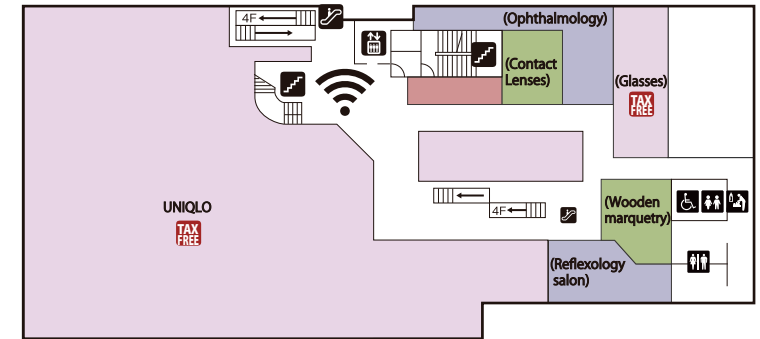 4F
(Ophthalmology)
(Contact
Lenses)
(Glasses)
TAX
FREE
UNIQLO
TAX
FREE
4F
(Wooden
marquetry)
(Reflexology
salon)